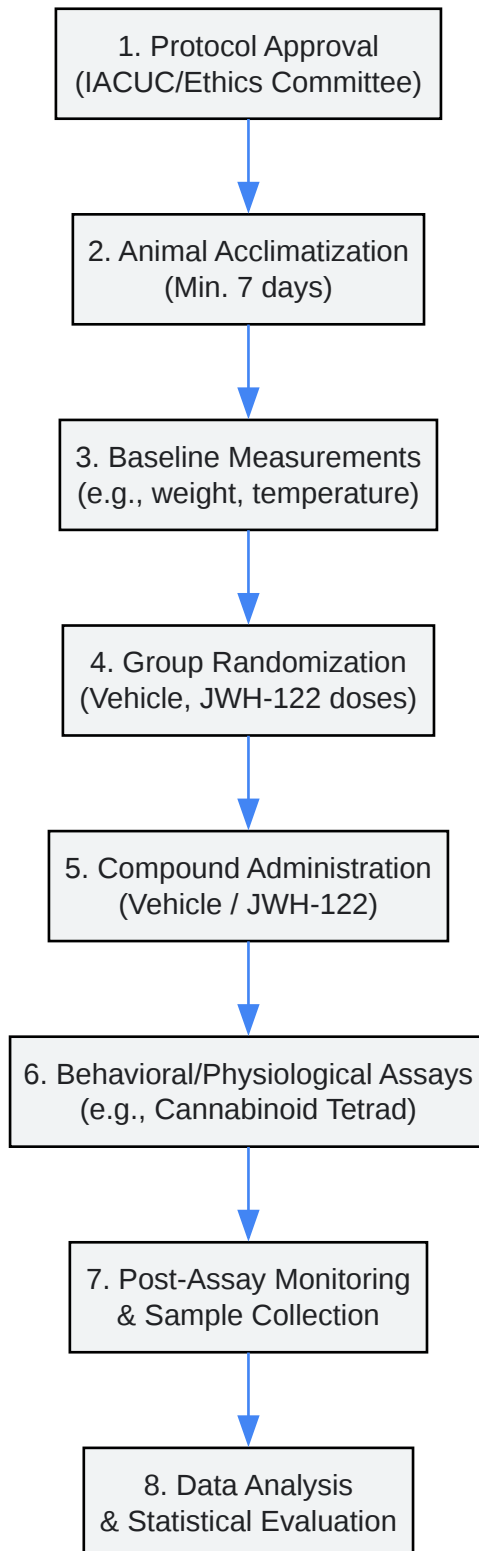 1. Protocol Approval
(IACUC/Ethics Committee)
2. Animal Acclimatization
(Min. 7 days)
3. Baseline Measurements
(e.g., weight, temperature)
4. Group Randomization
(Vehicle, JWH-122 doses)
5. Compound Administration
(Vehicle / JWH-122)
6. Behavioral/Physiological Assays
(e.g., Cannabinoid Tetrad)
7. Post-Assay Monitoring
& Sample Collection
8. Data Analysis
& Statistical Evaluation